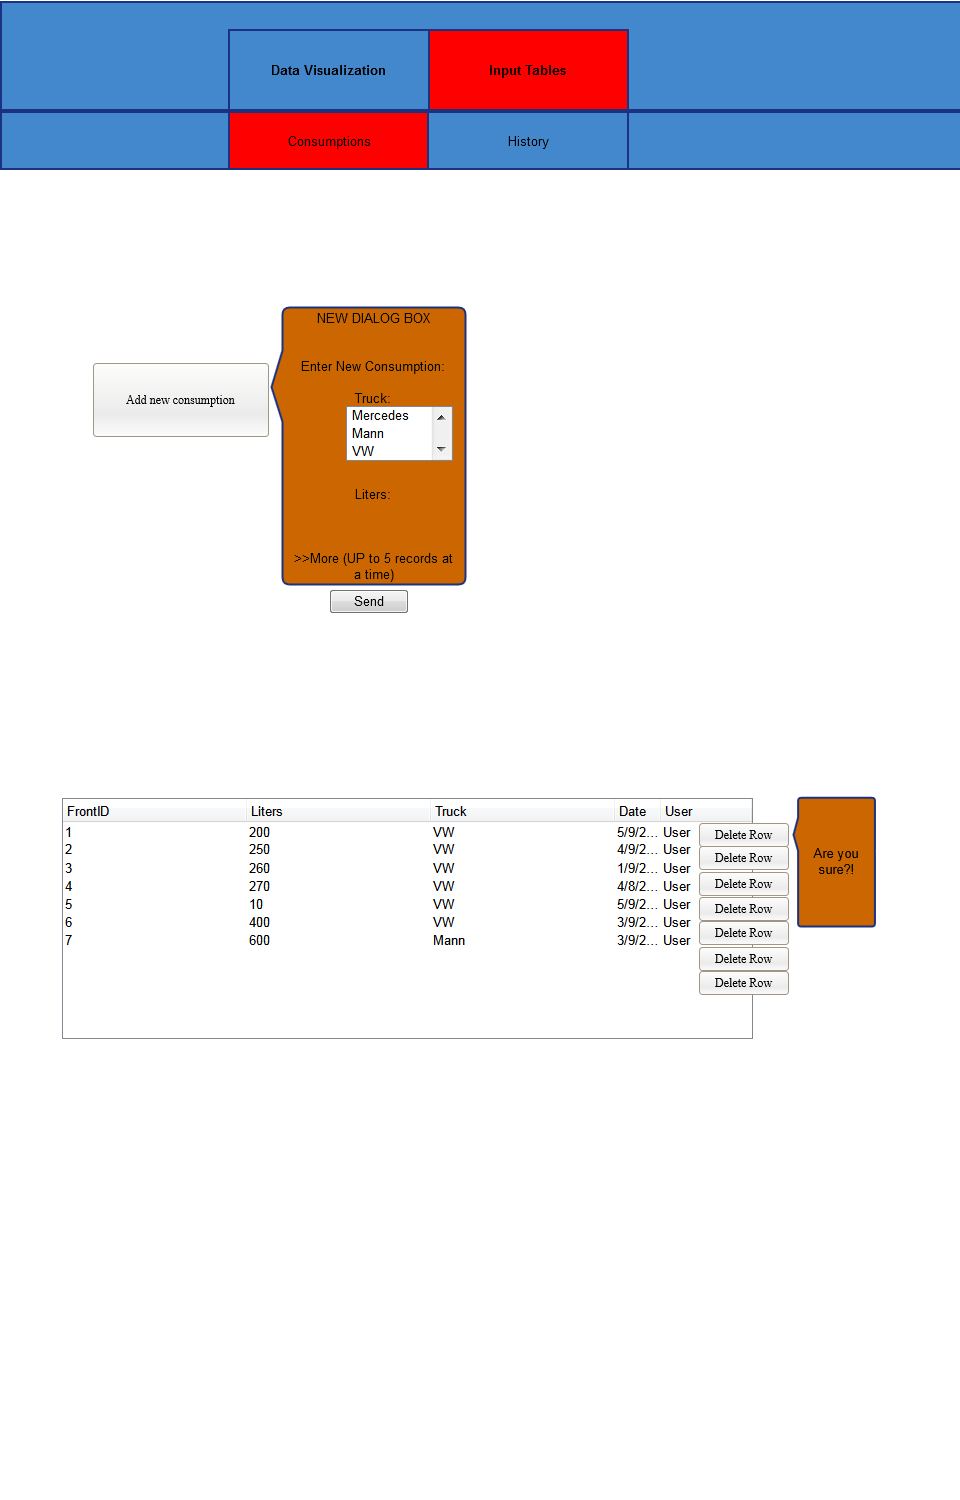 Data Visualization Input Tables
Consumptions History
NEW DIALOG BOX
Enter New Consumption:
Add new consumption
Truck:
Mercedes
Mann
VW
Liters:
>>More (UP to 5 records at
a time)
Send
FrontID Liters Truck Date User
1 200 VW 5/9/2... User Delete Row
2 250 VW 4/9/2... User Delete Row
3 260 VW 1/9/2... User Delete Row
4 270 VW 4/8/2... User Delete Row
5 10 VW 5/9/2... User Delete Row
6 400 VW 3/9/2... User Delete Row
7 600 Mann 3/9/2... User Delete Row
Are you
sure?!